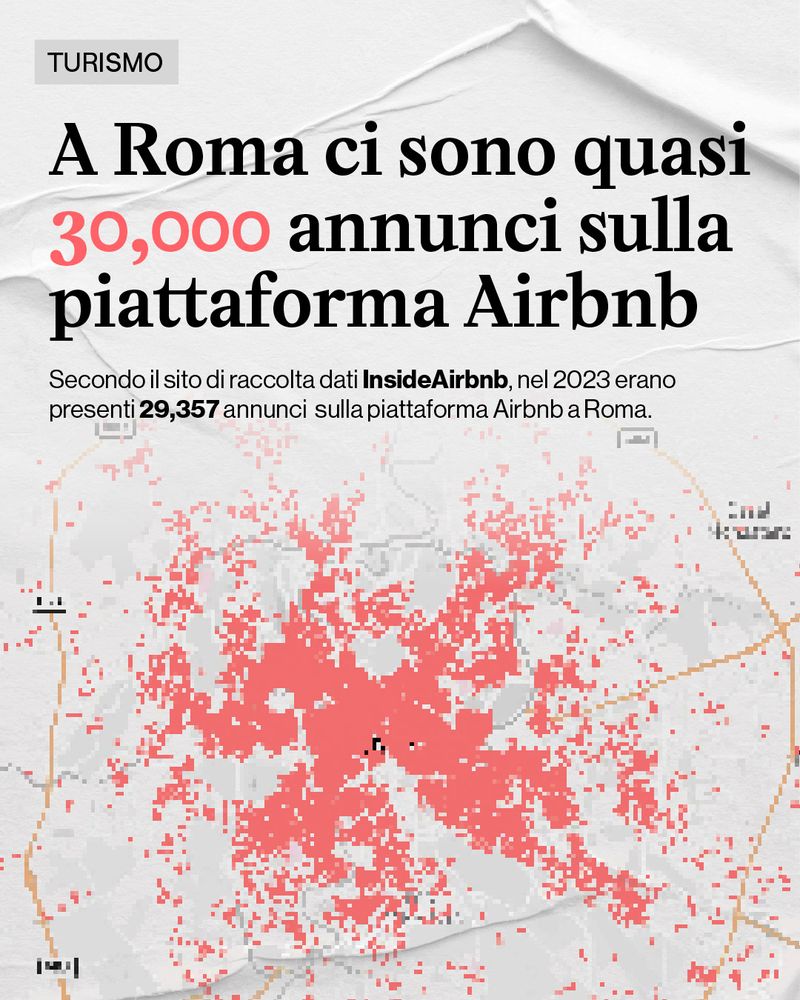 TURISMO
A Roma ci sono quasi
30,000 annunci sulla
piattaforma Airbnb
Secondo il sito di raccolta dati InsideAirbnb, nel 2023 erano
presenti 29,357 annunci sulla piattaforma Airbnb a Roma.